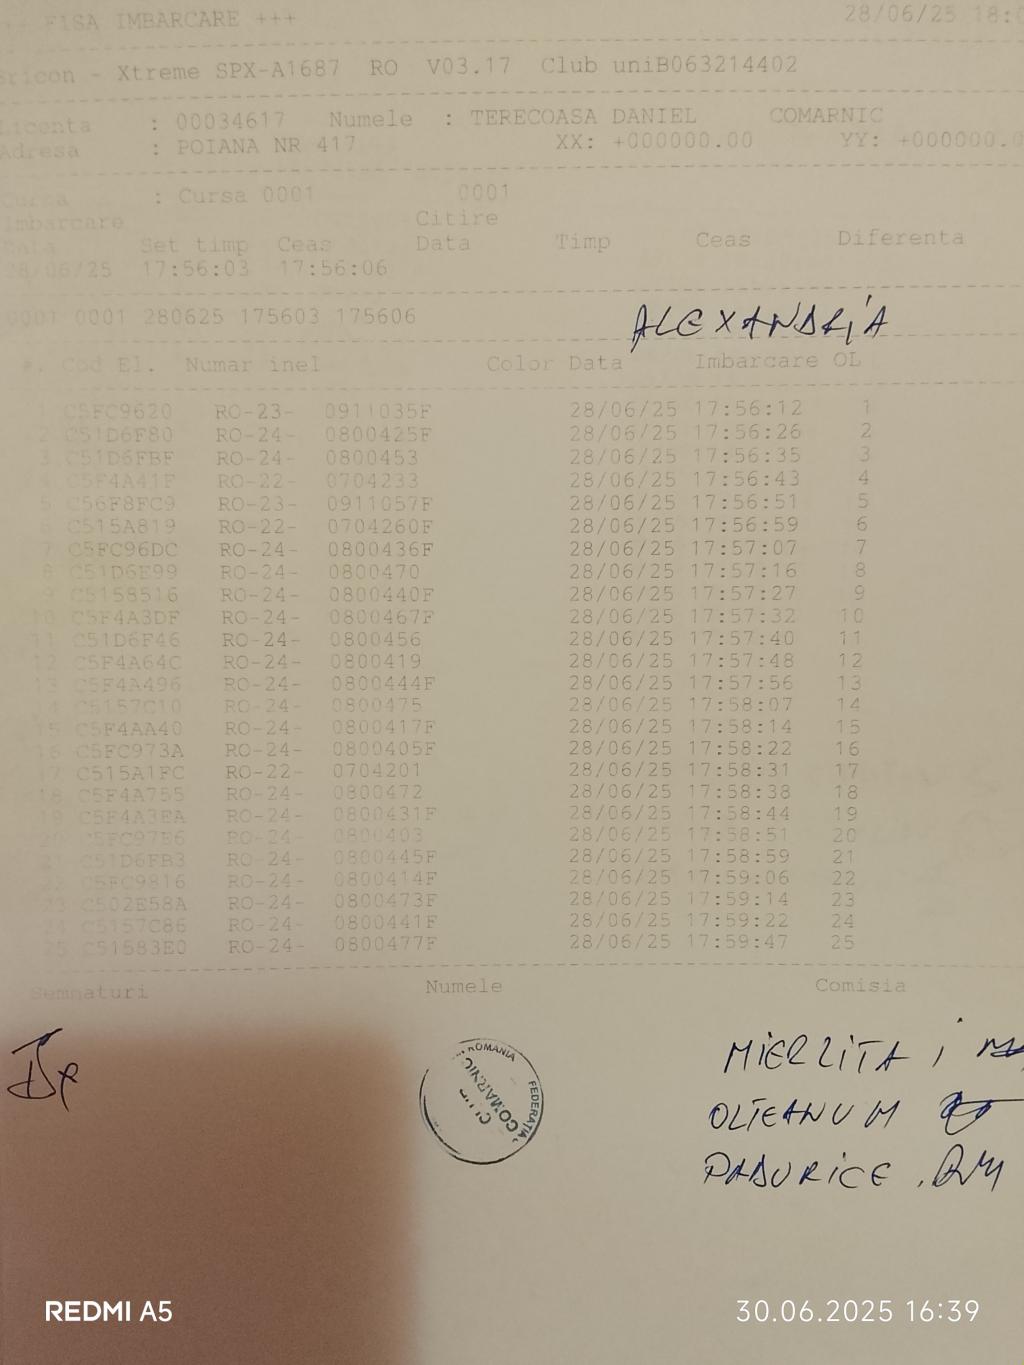 +++ FISA IMBARCARE +++ 28/06/25 18:0
Bricon - Xtreme SPX-A1687 RO V03.17 Club uniB063214402
Licenta : 00034617 Numele : TERECOASA DANIEL COMARNIC
Adresa : POIANA NR 417 XX: +000000.00 YY: +000000.0
Cursa : Cursa 0001 0001
Imbarcare Citire
Data Set timp Ceas Data Timp Ceas Diferenta
28/06/25 17:56:03 17:56:06
0001 0001 280625 175603 175606
ALEXANDRIA
#. Cod El. Numar inel Color Data Imbarcare OL
1 C5FC9620 RO-23- 0911035F 28/06/25 17:56:12 1
2 C51D6F80 RO-24- 0800425F 28/06/25 17:56:26 2
3 C51D6FBF RO-24- 0800453 28/06/25 17:56:35 3
4 C5F4A41F RO-22- 0704233 28/06/25 17:56:43 4
5 C56F8FC9 RO-23- 0911057F 28/06/25 17:56:51 5
6 C515A819 RO-22- 0704260F 28/06/25 17:56:59 6
7 C5FC96DC RO-24- 0800436F 28/06/25 17:57:07 7
8 C51D6E99 RO-24- 0800470 28/06/25 17:57:16 8
9 C5158516 RO-24- 0800440F 28/06/25 17:57:27 9
10 C5F4A3DF RO-24- 0800467F 28/06/25 17:57:32 10
11 C51D6F46 RO-24- 0800456 28/06/25 17:57:40 11
12 C5F4A64C RO-24- 0800419 28/06/25 17:57:48 12
13 C5F4A496 RO-24- 0800444F 28/06/25 17:57:56 13
14 C5157C10 RO-24- 0800475 28/06/25 17:58:07 14
15 C5F4AA40 RO-24- 0800417F 28/06/25 17:58:14 15
16 C5FC973A RO-24- 0800405F 28/06/25 17:58:22 16
17 C515A1FC RO-22- 0704201 28/06/25 17:58:31 17
18 C5F4A755 RO-24- 0800472 28/06/25 17:58:38 18
19 C5F4A3EA RO-24- 0800431F 28/06/25 17:58:44 19
20 C5FC97E6 RO-24- 0800403 28/06/25 17:58:51 20
21 C51D6FB3 RO-24- 0800445F 28/06/25 17:58:59 21
22 C5FC9816 RO-24- 0800414F 28/06/25 17:59:06 22
23 C502E58A RO-24- 0800473F 28/06/25 17:59:14 23
24 C5157C86 RO-24- 0800441F 28/06/25 17:59:22 24
25 C51583E0 RO-24- 0800477F 28/06/25 17:59:47 25
Semnaturi Numele Comisia
ROMANIA
FEDERATIA
COMARNIC
COMARNIC
MIERLITA I
OLTEANU M
PADURICE
REDMI A5 30.06.2025 16:39